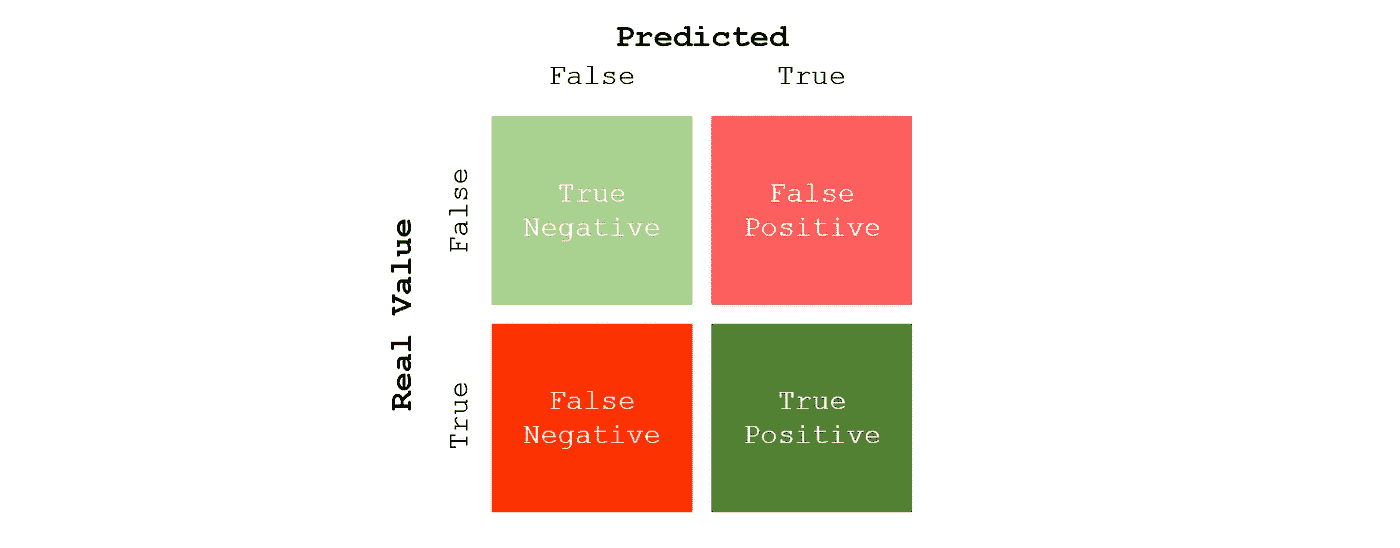 Predicted
False True
True
Negative
False
Positive
Real Value
False
True
False
Negative
True
Positive